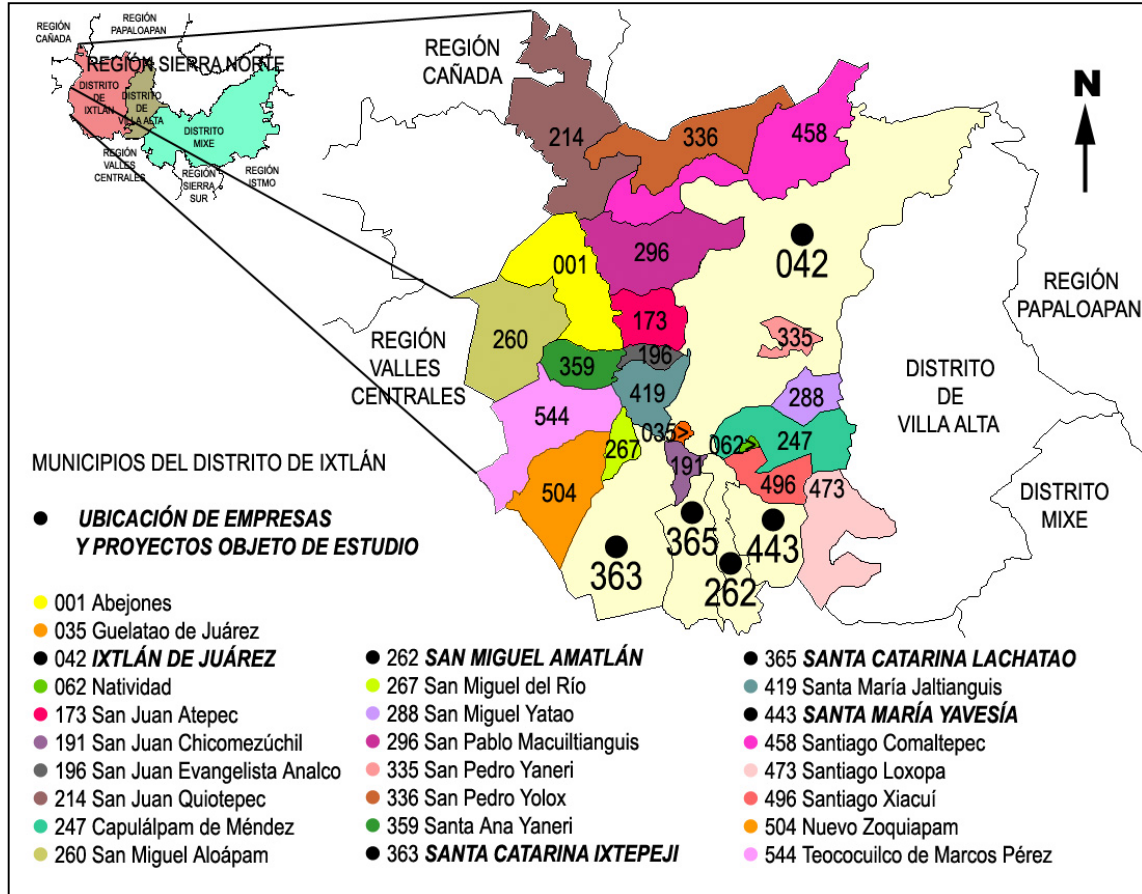 REGIÓN
CAÑADA
REGIÓN
PAPALOAPAN
REGIÓN SIERRA NORTE
DISTRITO
DE
IXTLÁN
DISTRITO
DE
VILLA ALTA
DISTRITO
MIXE
REGIÓN
VALLES
CENTRALES
REGIÓN
SIERRA
SUR
REGIÓN
ISTMO
REGIÓN
CAÑADA
N
214
336
458
042
001
296
173
335
260
196
359
419
288
544
035>
062>
247
267
191
496
473
504
365
443
363
262
REGIÓN
VALLES
CENTRALES
REGIÓN
PAPALOAPAN
DISTRITO
DE
VILLA ALTA
DISTRITO
MIXE
MUNICIPIOS DEL DISTRITO DE IXTLÁN
UBICACIÓN DE EMPRESAS
Y PROYECTOS OBJETO DE ESTUDIO
001 Abejones
035 Guelatao de Juárez
042 IXTLÁN DE JUÁREZ
062 Natividad
173 San Juan Atepec
191 San Juan Chicomezúchil
196 San Juan Evangelista Analco
214 San Juan Quiotepec
247 Capulálpam de Méndez
260 San Miguel Aloápam
262 SAN MIGUEL AMATLÁN
267 San Miguel del Río
288 San Miguel Yatao
296 San Pablo Macuiltianguis
335 San Pedro Yaneri
336 San Pedro Yolox
359 Santa Ana Yaneri
363 SANTA CATARINA IXTEPEJI
365 SANTA CATARINA LACHATAO
419 Santa María Jaltianguis
443 SANTA MARÍA YAVESÍA
458 Santiago Comaltepec
473 Santiago Loxopa
496 Santiago Xiacuí
504 Nuevo Zoquiapam
544 Teococuilco de Marcos Pérez